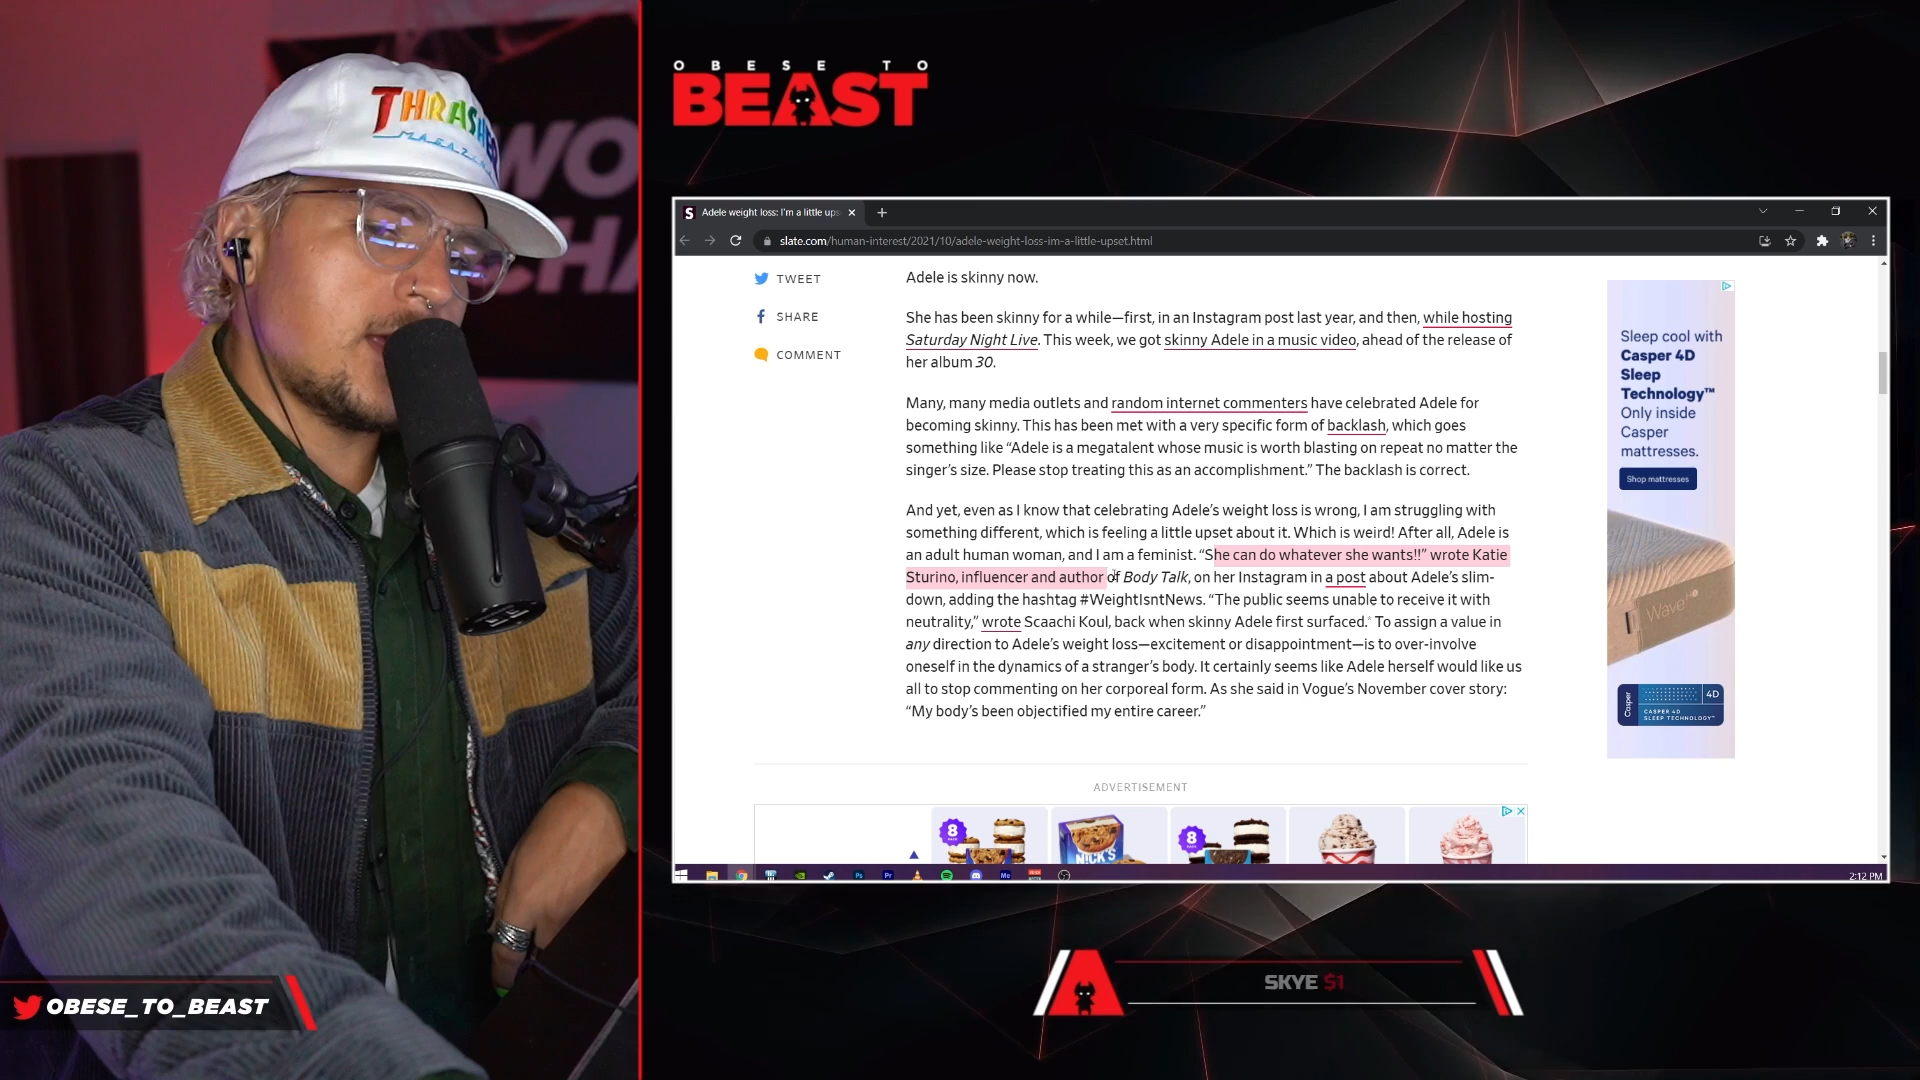 THRASHER
MAGAZINE
WO
CHA
OBESE_TO_BEAST
OBESE TO
BEAST
Adele weight loss: I'm a little ups
slate.com/human-interest/2021/10/adele-weight-loss-im-a-little-upset.html
TWEET
SHARE
COMMENT
Adele is skinny now.
She has been skinny for a while—first, in an Instagram post last year, and then, while hosting
Saturday Night Live. This week, we got skinny Adele in a music video, ahead of the release of
her album 30.
Many, many media outlets and random internet commenters have celebrated Adele for
becoming skinny. This has been met with a very specific form of backlash, which goes
something like “Adele is a megatalent whose music is worth blasting on repeat no matter the
singer’s size. Please stop treating this as an accomplishment.” The backlash is correct.
And yet, even as I know that celebrating Adele’s weight loss is wrong, I am struggling with
something different, which is feeling a little upset about it. Which is weird! After all, Adele is
an adult human woman, and I am a feminist. “She can do whatever she wants!!” wrote Katie
Sturino, influencer and author of Body Talk, on her Instagram in a post about Adele’s slim-
down, adding the hashtag #WeightIsntNews. “The public seems unable to receive it with
neutrality,” wrote Scaachi Koul, back when skinny Adele first surfaced.* To assign a value in
any direction to Adele’s weight loss—excitement or disappointment—is to over-involve
oneself in the dynamics of a stranger’s body. It certainly seems like Adele herself would like us
all to stop commenting on her corporeal form. As she said in Vogue’s November cover story:
“My body’s been objectified my entire career.”
Sleep cool with
Casper 4D
Sleep
Technology™
Only inside
Casper
mattresses.
Shop mattresses
Wave
Casper
4D
CASPER 4D
SLEEP TECHNOLOGY™
ADVERTISEMENT
8
NICK'S
8
Ps
Pr
Me
2:12 PM
SKYE $1